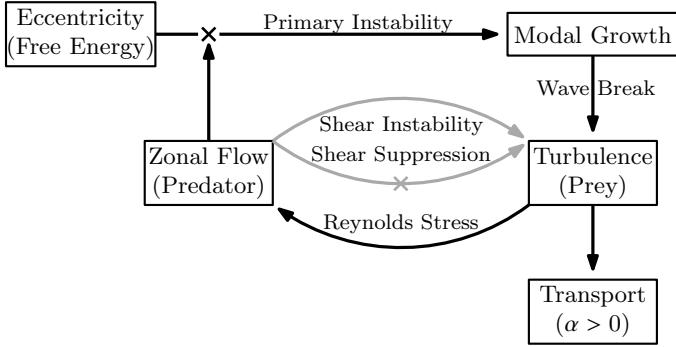 Eccentricity
(Free Energy)
Primary Instability
Modal Growth
Wave Break
Shear Instability
Shear Suppression
Zonal Flow
(Predator)
Turbulence
(Prey)
Reynolds Stress
Transport
(α > 0)